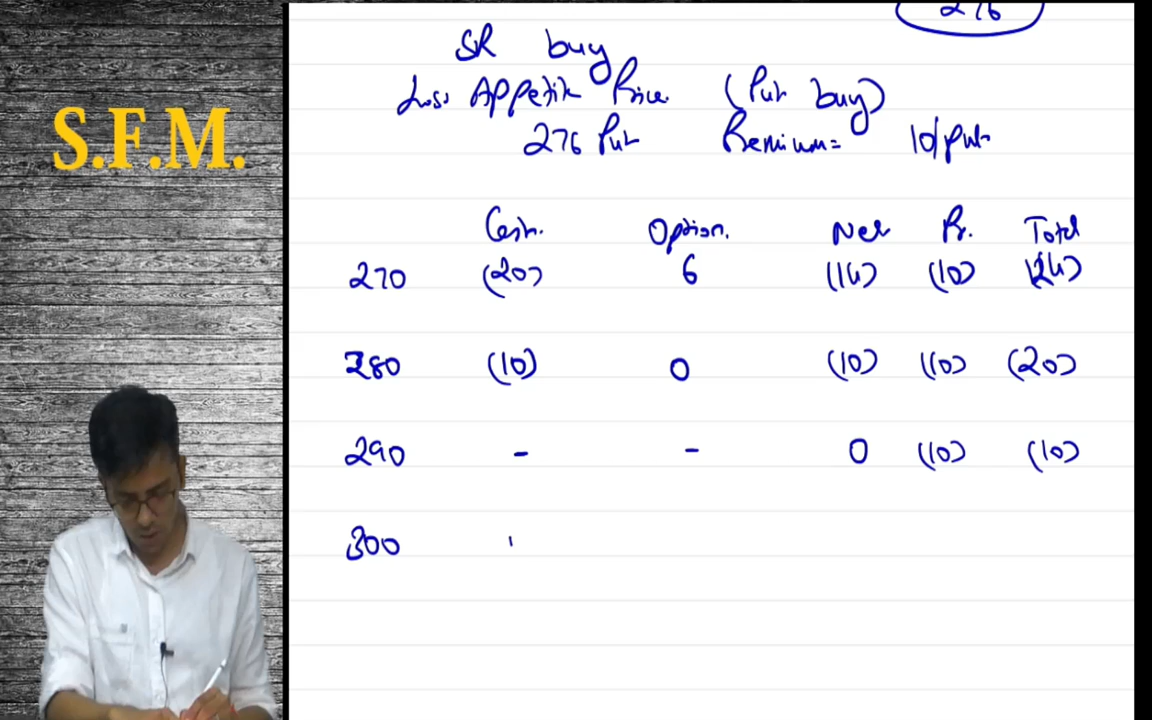 276
SR buy
S.F.M.
Loss Appetite Price (Put buy)
276 Put Premium= 10/put
Cash. Option. Net Pr. Total
270 (20) 6 (14) (10) (24)
280 (10) 0 (10) (10) (20)
290 - - 0 (10) (10)
300